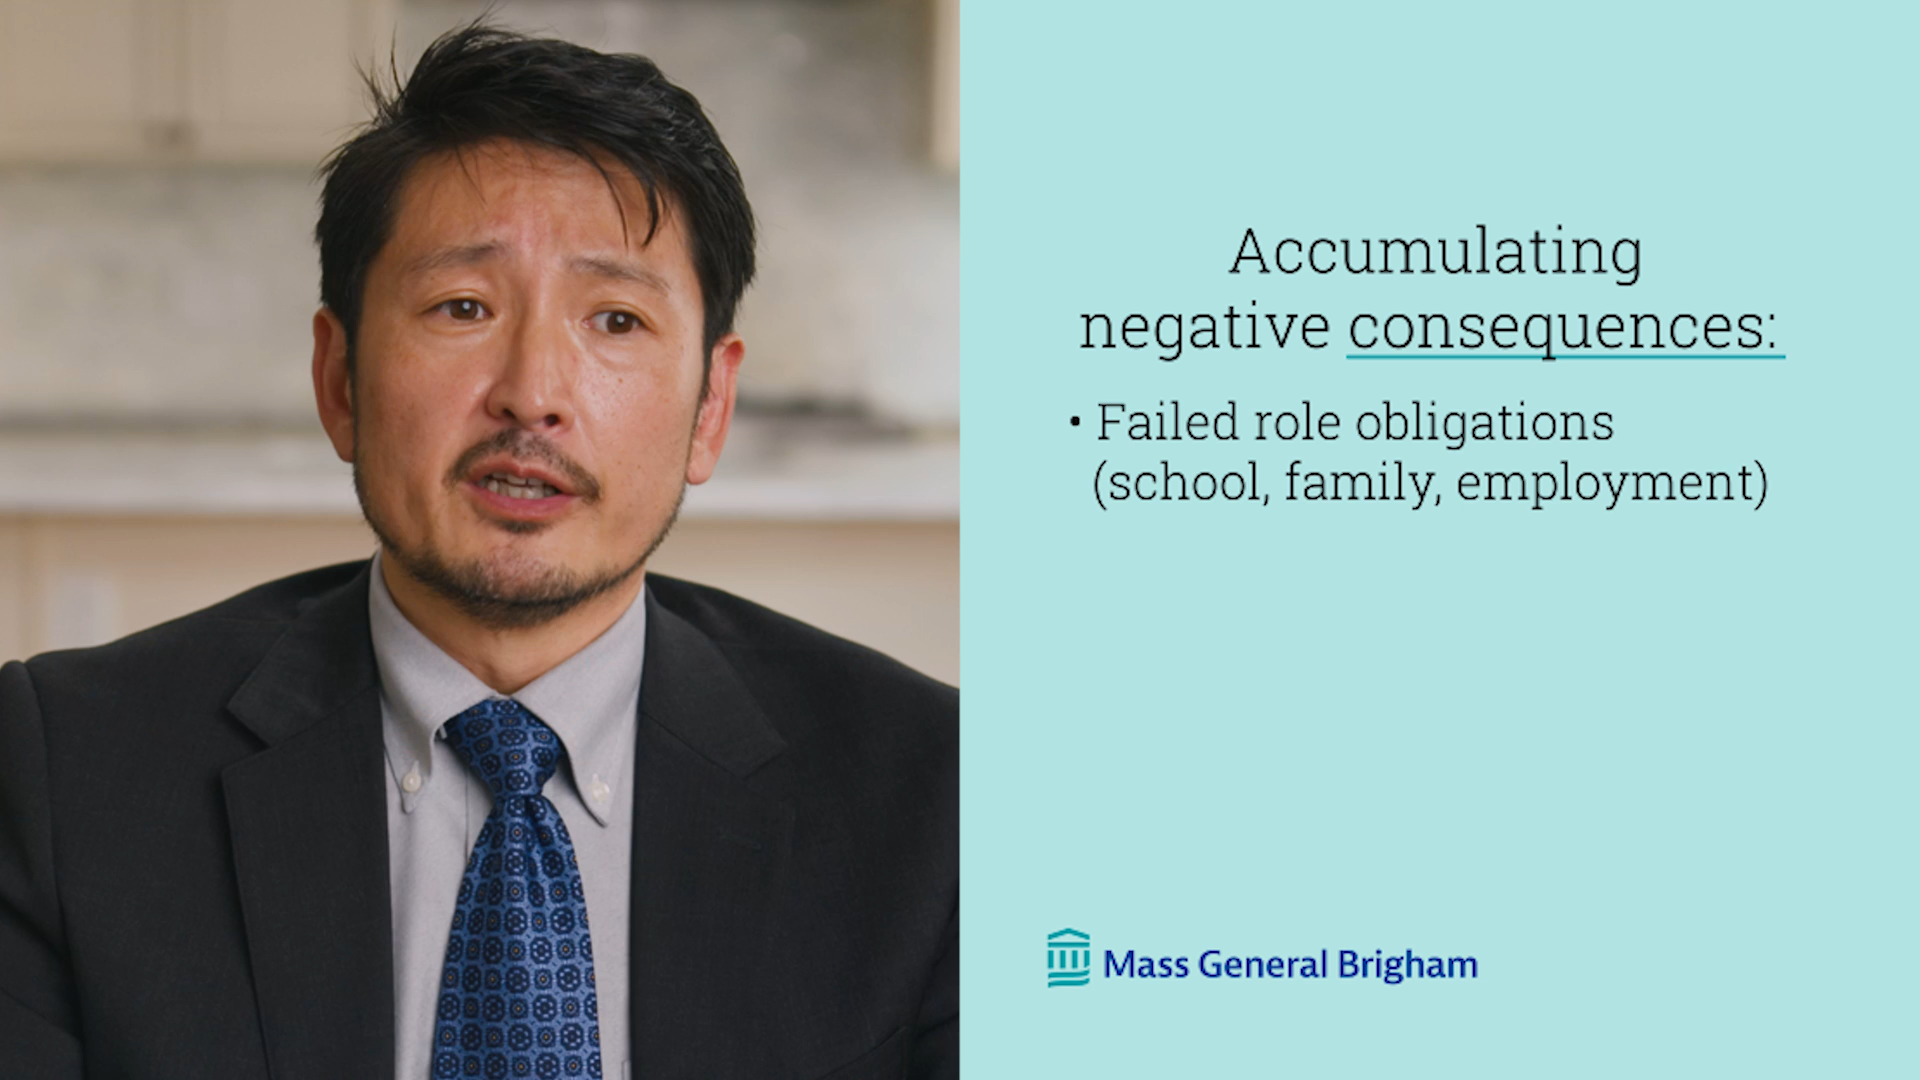 Accumulating
negative consequences:
• Failed role obligations
(school, family, employment)
Mass General Brigham